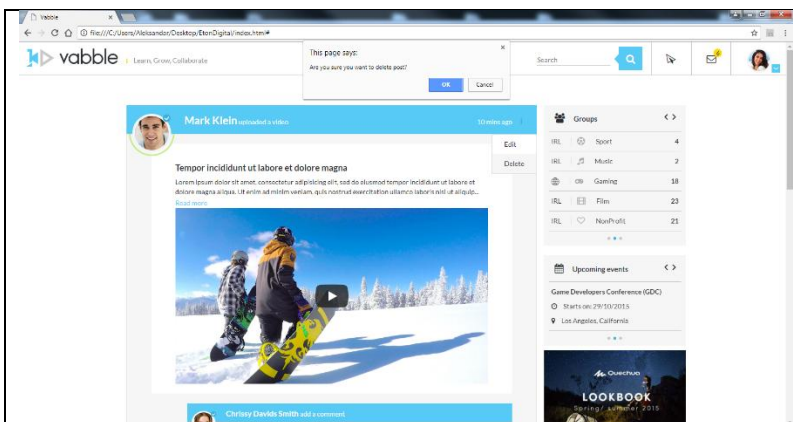 Vabble
file:///C:/Users/Aleksandar/Desktop/EtonDigital/index.html#
This page says:
Are you sure you want to delete post?
OK Cancel
vabble
Learn, Grow, Collaborate
Search
4
Mark Klein uploaded a video
10 mins ago
Edit
Delete
Tempor incididunt ut labore et dolore magna
Lorem ipsum dolor sit amet, consectetur adipisicing elit, sed do eiusmod tempor incididunt ut labore et
dolore magna aliqua. Ut enim ad minim veniam, quis nostrud exercitation ullamco laboris nisi ut aliquip...
Read more
Chrissy Davids Smith add a comment
Groups
IRL Sport 4
IRL Music 2
Gaming 18
IRL Film 23
IRL NonProfit 21
Upcoming events
Game Developers Conference (GDC)
Starts on: 29/10/2016
Los Angeles, California
Quechua
LOOKBOOK
Spring/ summer 2015